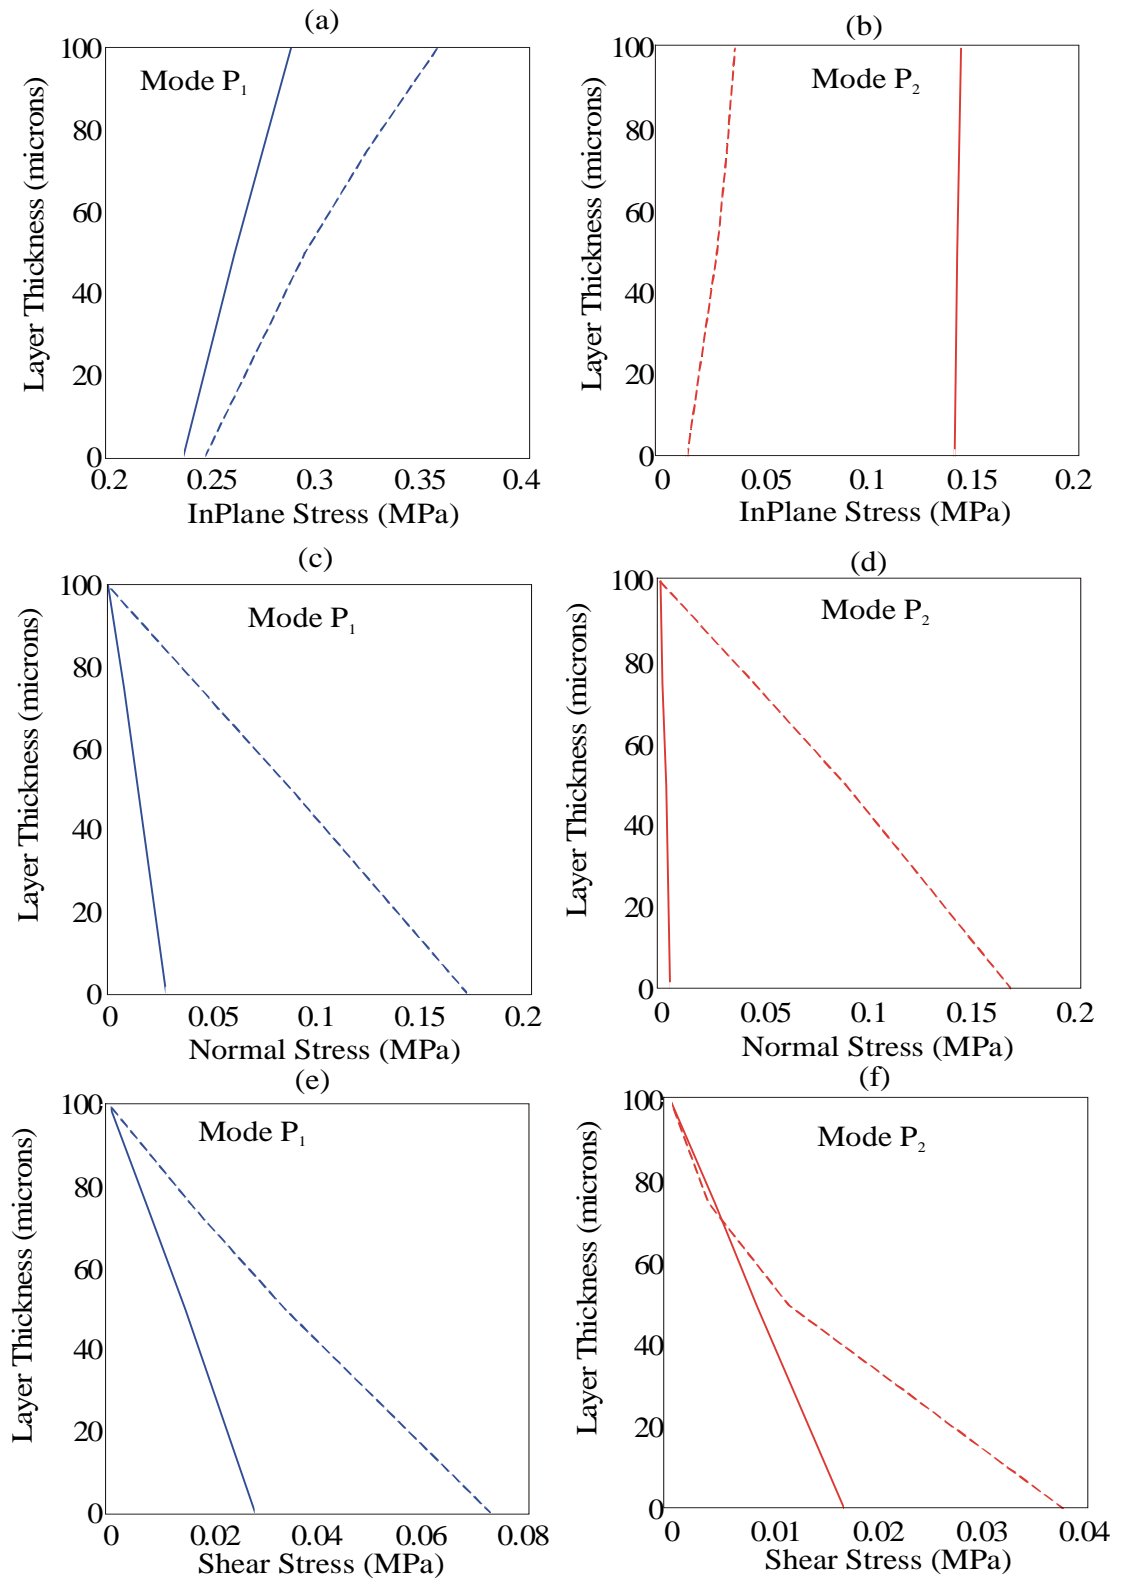 (a)
100
80
60
40
20
0
Layer Thickness (microns)
Mode P₁
0.2 0.25 0.3 0.35 0.4
InPlane Stress (MPa)
(b)
100
80
60
40
20
0
Layer Thickness (microns)
Mode P₂
0 0.05 0.1 0.15 0.2
InPlane Stress (MPa)
(c)
100
80
60
40
20
0
Layer Thickness (microns)
Mode P₁
0 0.05 0.1 0.15 0.2
Normal Stress (MPa)
(d)
100
80
60
40
20
0
Layer Thickness (microns)
Mode P₂
0 0.05 0.1 0.15 0.2
Normal Stress (MPa)
(e)
100
80
60
40
20
0
Layer Thickness (microns)
Mode P₁
0 0.02 0.04 0.06 0.08
Shear Stress (MPa)
(f)
100
80
60
40
20
0
Layer Thickness (microns)
Mode P₂
0 0.01 0.02 0.03 0.04
Shear Stress (MPa)